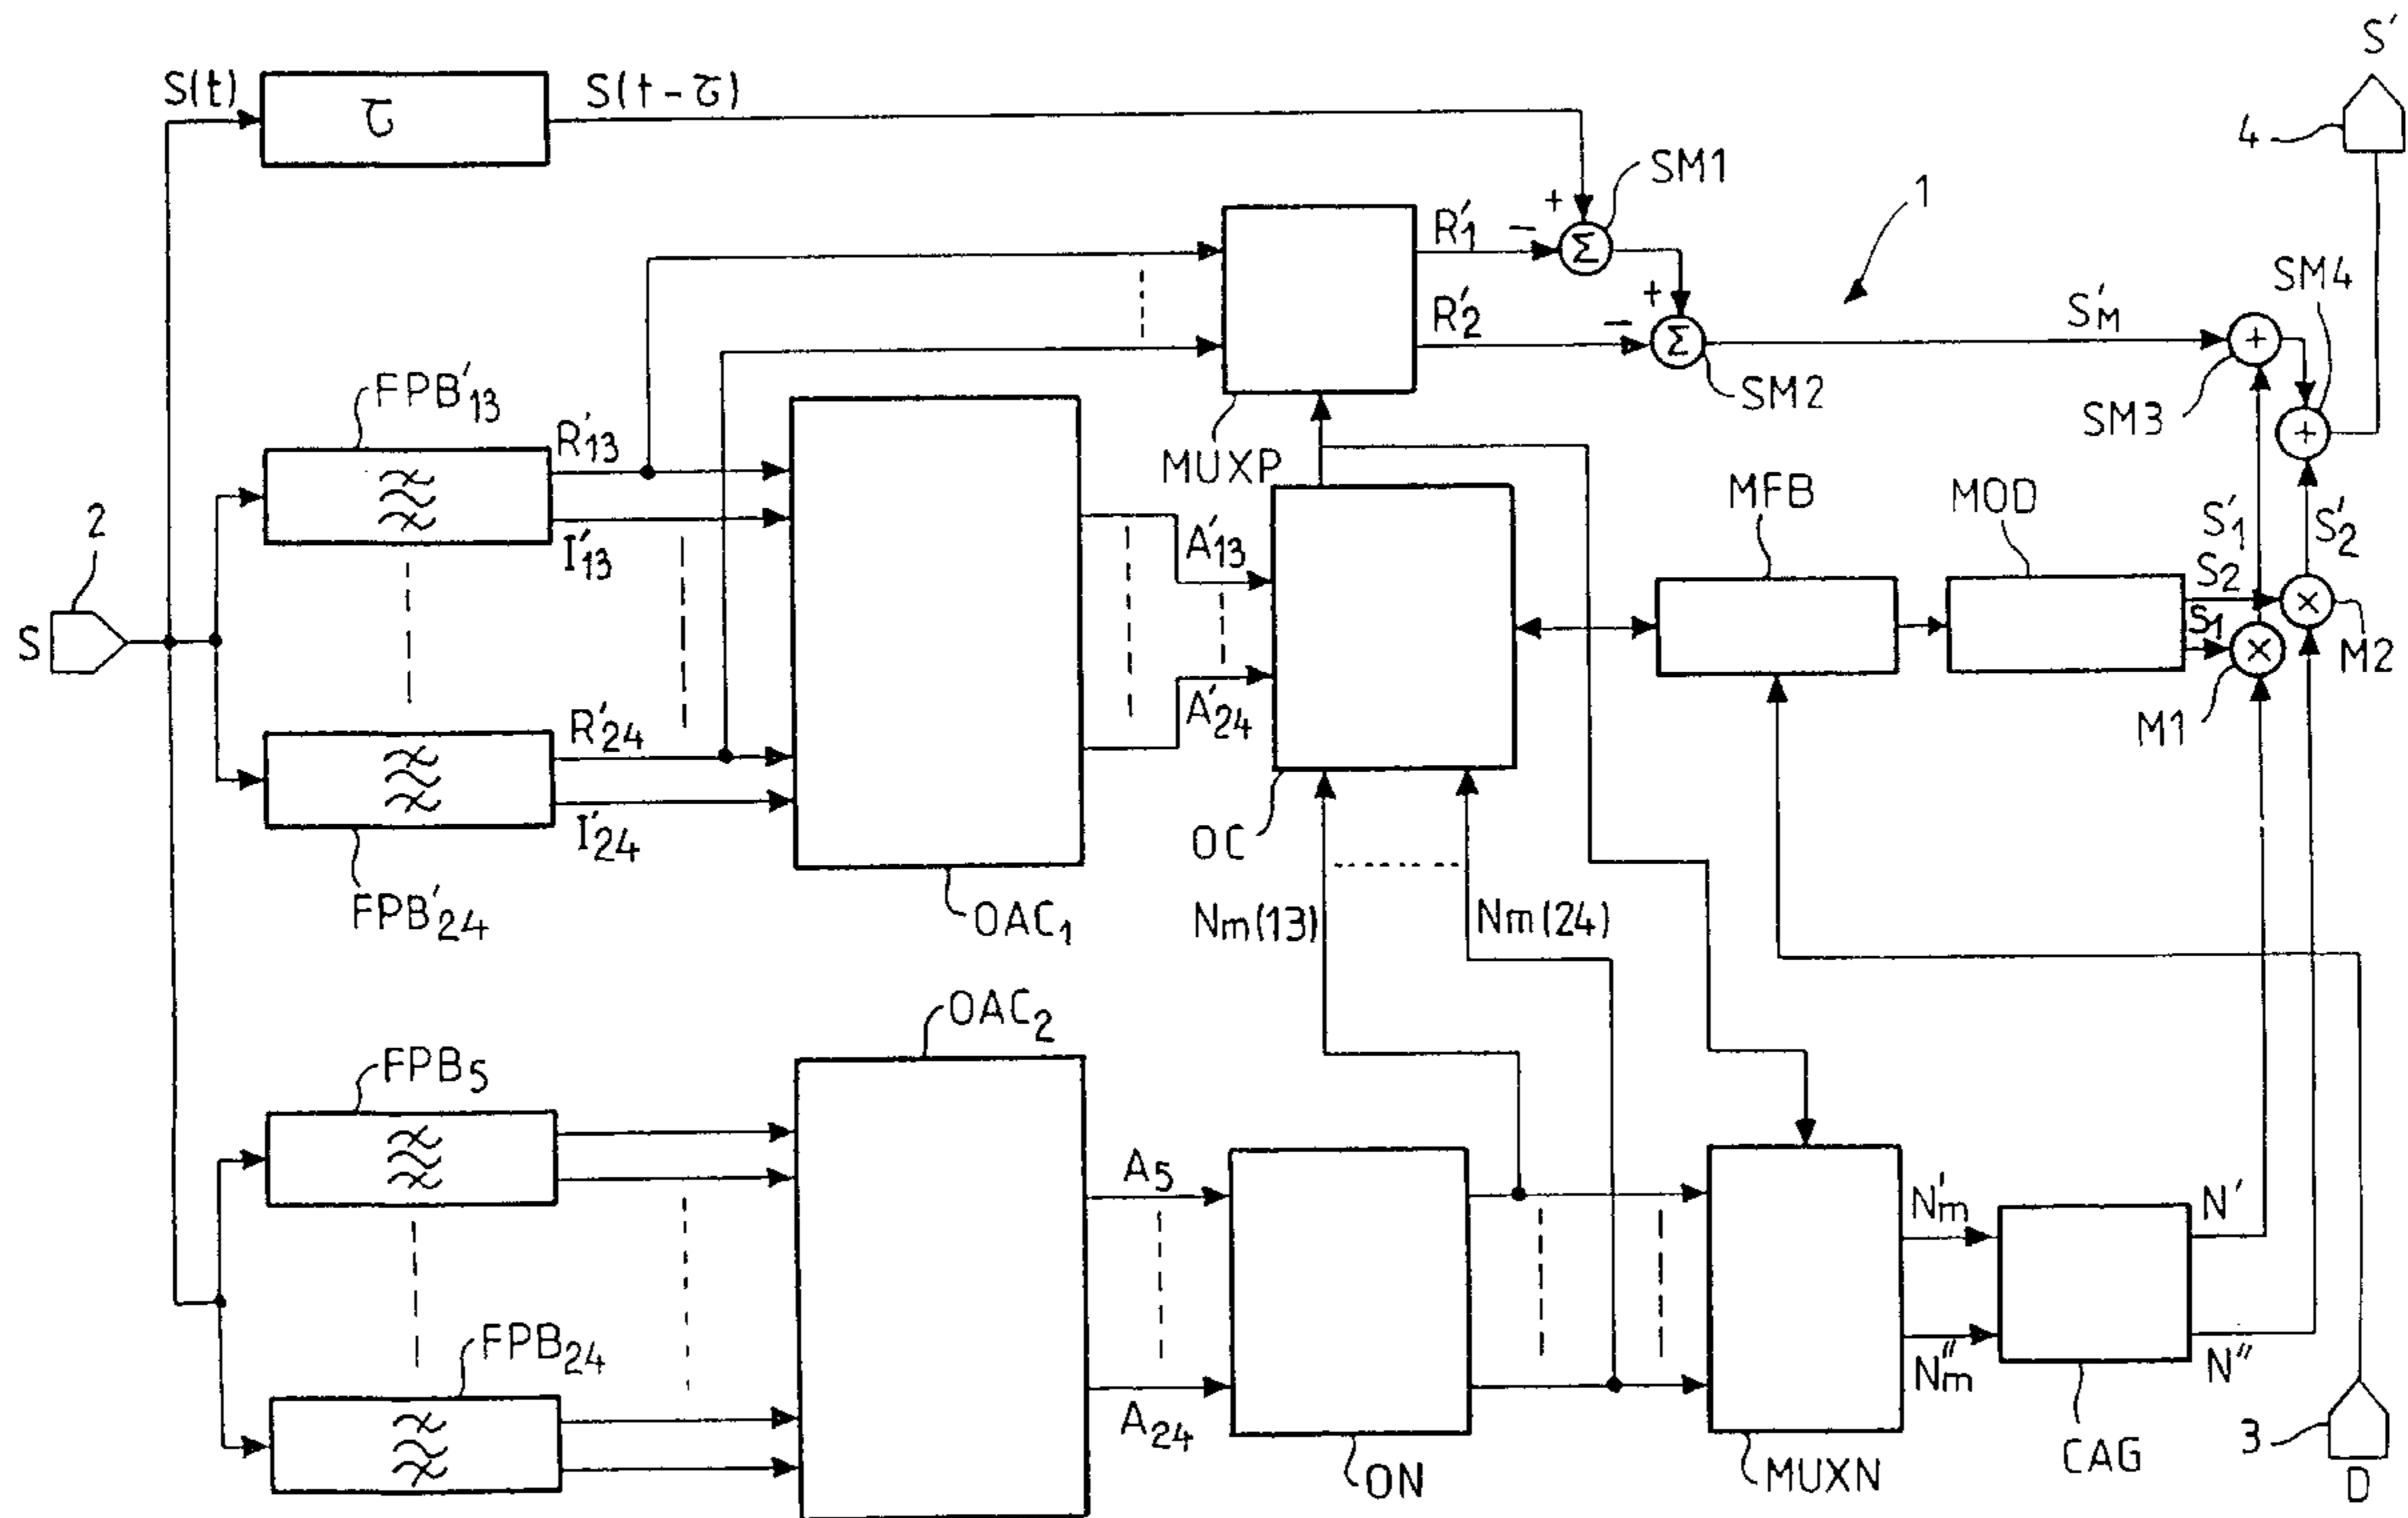 S'
S(t)
τ
S(t - τ)
4
SM1
1
+
R'1
−
Σ
SM4
+
R'2
−
Σ
S'M
+
FPB'13
SM2
SM3
R'13
MUXP
+
MFB
MOD
2
I'13
A'13
S'1
S'2
S2
×
S
S1
×
M2
R'24
A'24
M1
I'24
OC
FPB'24
OAC1
Nm(13)
Nm(24)
OAC2
FPB5
A5
N'm
N'
FPB24
N"m
N"
A24
3
CAG
ON
MUXN
D